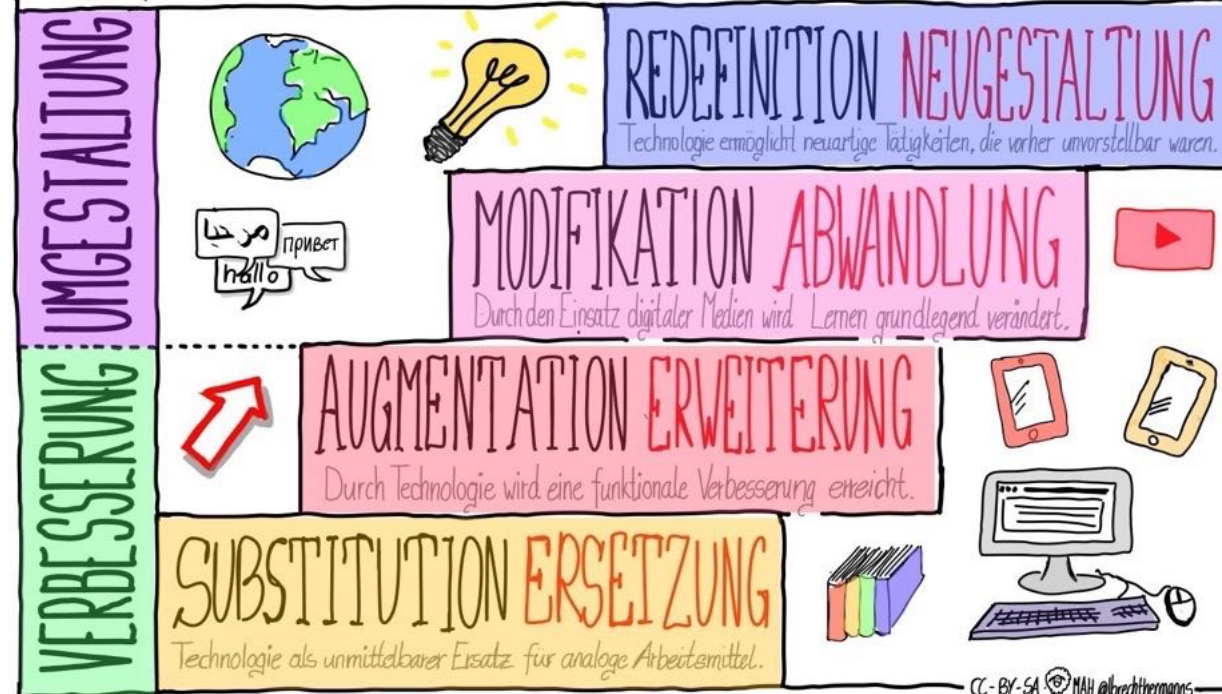 UMGESTALTUNG
REDEFINITION NEUGESTALTUNG
Technologie ermöglicht neuartige Tätigkeiten, die vorher unvorstellbar waren.
مرحبا
привет
hallo
MODIFIKATION ABWANDLUNG
Durch den Einsatz digitaler Medien wird Lernen grundlegend verändert.
VERBESSERUNG
AUGMENTATION ERWEITERUNG
Durch Technologie wird eine funktionale Verbesserung erreicht.
SUBSTITUTION ERSETZUNG
Technologie als unmittelbarer Ersatz für analoge Arbeitsmittel.
CC-BY-SA MAH @lbrechthermanns